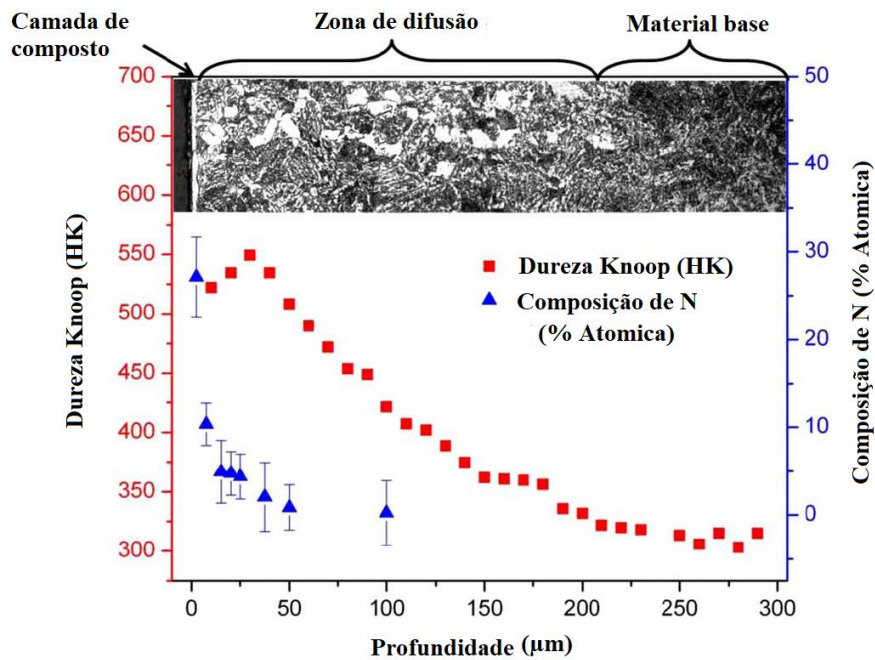 Camada de
composto
Zona de difusão
Material base
700
650
600
550
500
450
400
350
300
Dureza Knoop (HK)
50
40
30
20
10
0
Composição de N (% Atomica)
Dureza Knoop (HK)
Composição de N
(% Atomica)
0
50
100
150
200
250
300
Profundidade (μm)